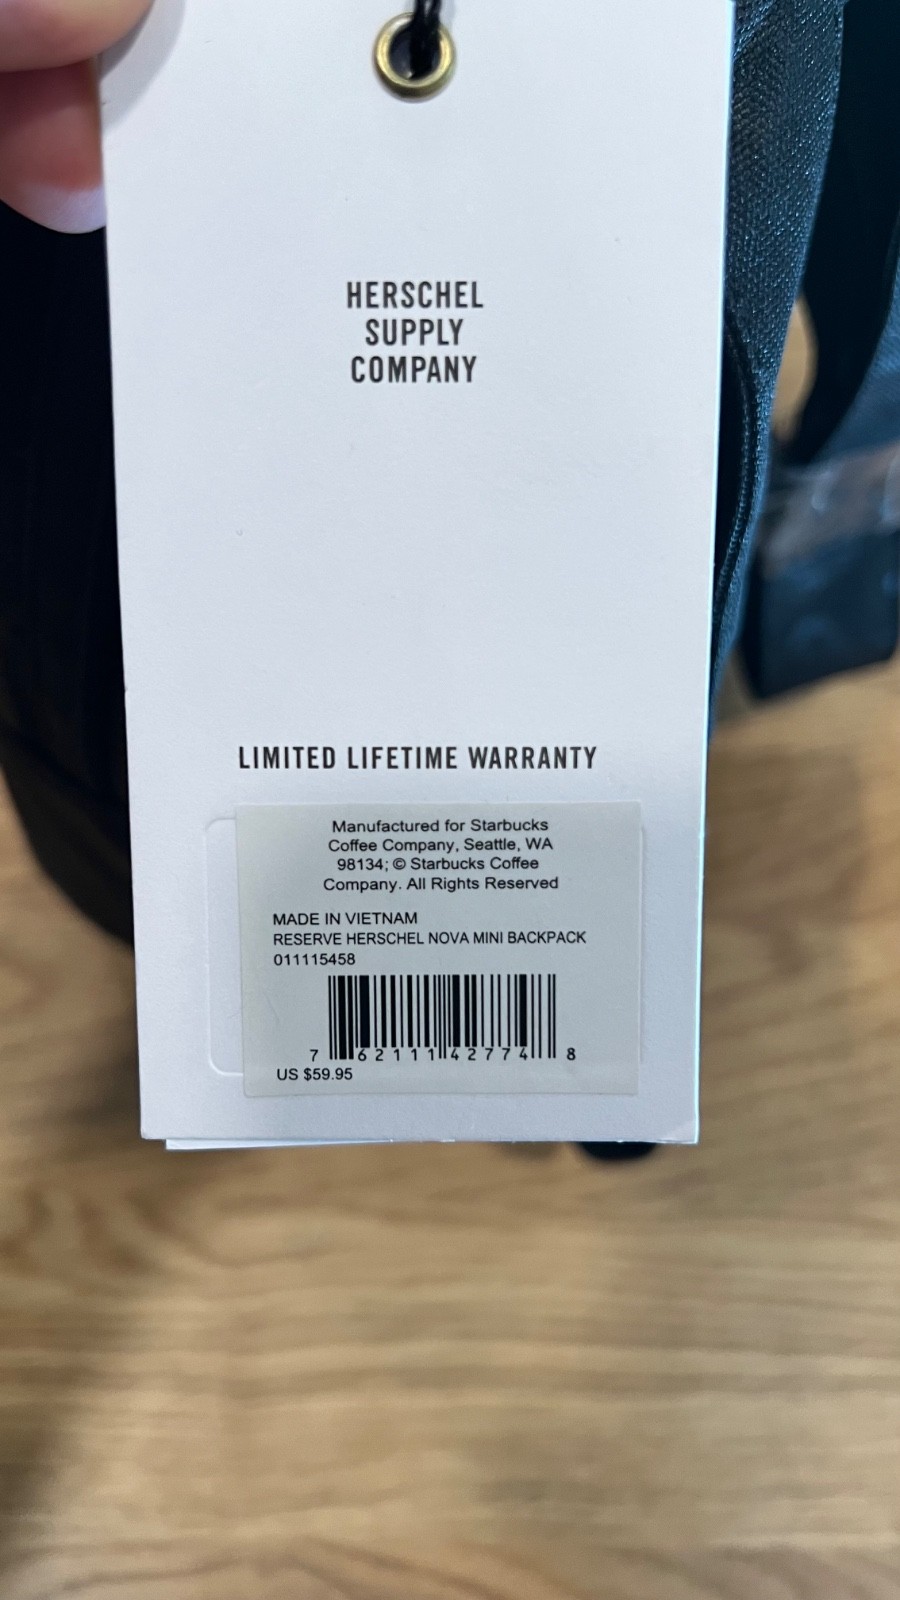 HERSCHEL
SUPPLY
COMPANY
LIMITED LIFETIME WARRANTY
Manufactured for Starbucks
Coffee Company, Seattle, WA
98134; © Starbucks Coffee
Company. All Rights Reserved
MADE IN VIETNAM
RESERVE HERSCHEL NOVA MINI BACKPACK
011115458
7 62111 42774 8
US $59.95